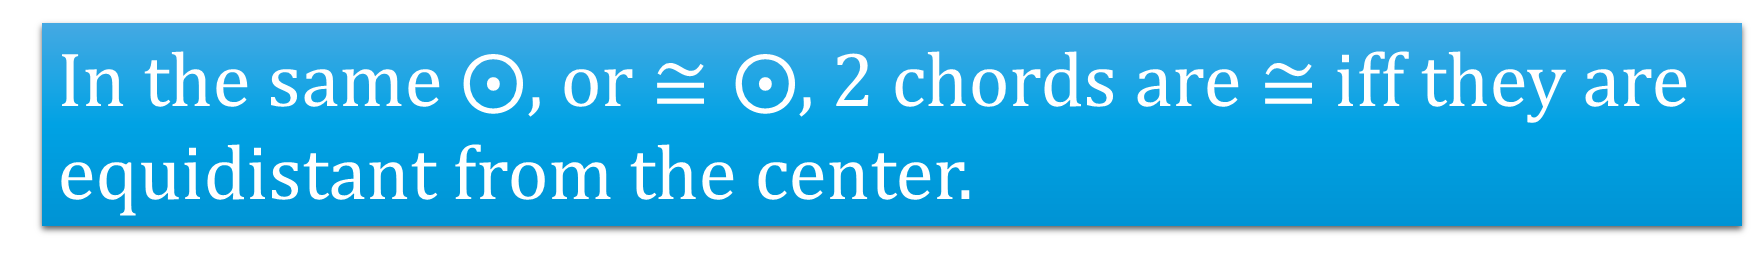 In the same ⊙, or ≅ ⊙, 2 chords are ≅ iff they are
equidistant from the center.